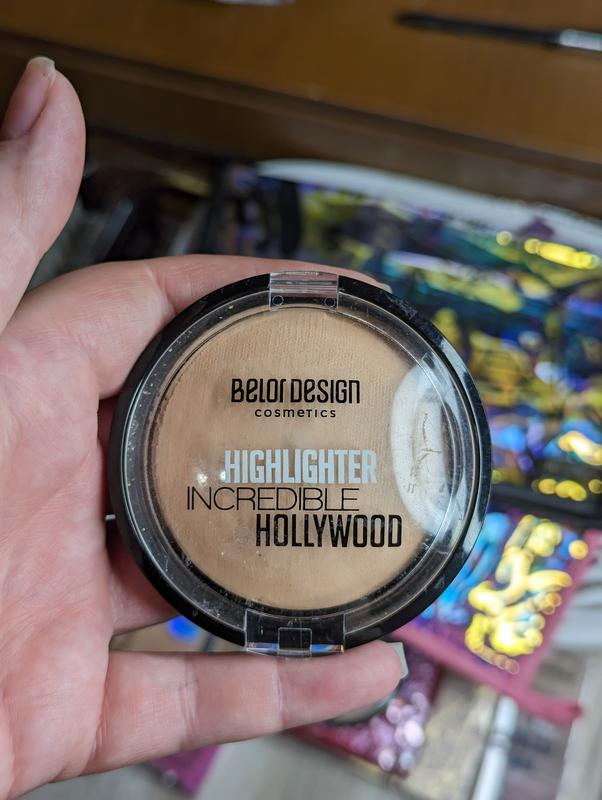 BELOR DESIGN
cosmetics
HIGHLIGHTER
INCREDIBLE
HOLLYWOOD